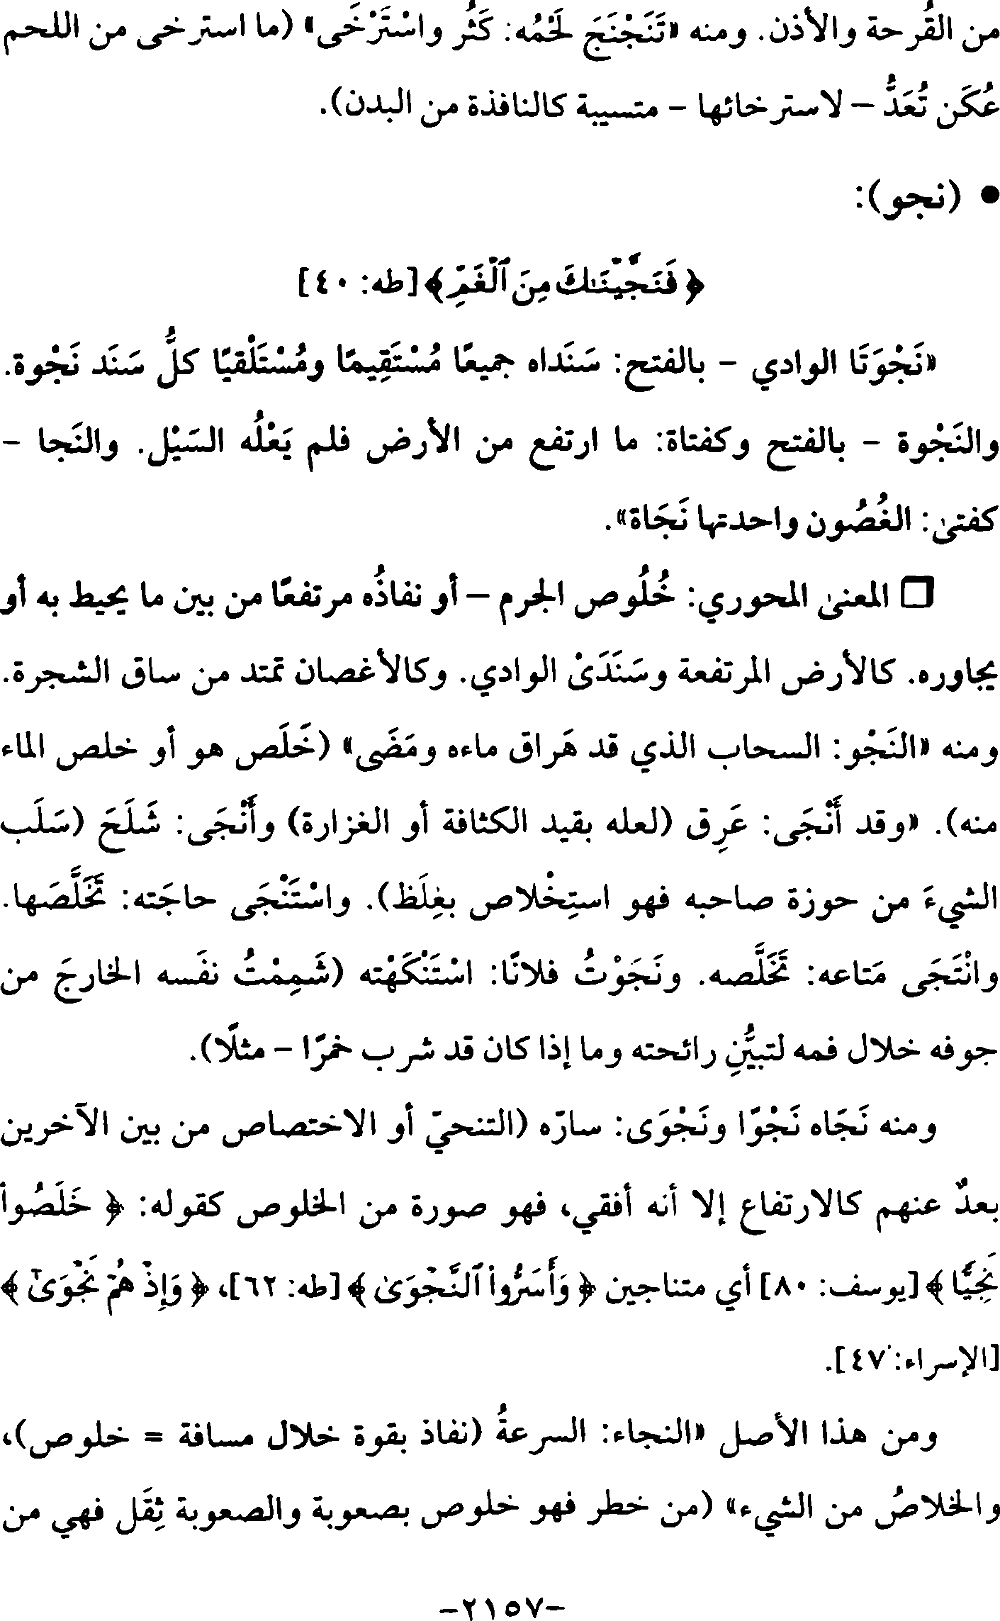 من القُرحة والأذن. ومنه «تَنَجْنَجَ لَحْمُه: كَثُر واسْتَرْخَى» (ما استرخى من اللحم
عُكَن تُعَدُّ – لاسترخائها – متسيبة كالنافذة من البدن).
• (نجو):
﴿فَنَجَّيْنَٰكَ مِنَ ٱلْغَمِّ﴾ [طه: ٤٠]
«نَجْوَتَا الوادي – بالفتح: سَنَداه جميعًا مُسْتَقِيمًا ومُسْتَلْقيًا كلُّ سَنَد نَجْوة.
والنَجْوة – بالفتح وكفتاة: ما ارتفع من الأرض فلم يَعْلُه السَيْل. والنَجا –
كفتىٰ: الغُصُون واحدتها نَجَاة».
❒ المعنىٰ المحوري: خُلُوص الجرم – أو نفاذُه مرتفعًا من بين ما يحيط به أو
يجاوره. كالأرض المرتفعة وسَنَدَىْ الوادي. وكالأغصان تمتد من ساق الشجرة.
ومنه «النَجْو: السحاب الذي قد هَراق ماءه ومَضَى» (خَلَص هو أو خلص الماء
منه). «وقد أَنْجَى: عَرِق (لعله بقيد الكثافة أو الغزارة) وأَنْجَى: شَلَحَ (سَلَب
الشيءَ من حوزة صاحبه فهو استِخْلاص بغِلَظ). واسْتَنْجَى حاجَته: تَخَلَّصَها.
وانْتَجَى مَتاعه: تَخَلَّصه. ونَجَوْتُ فلانًا: اسْتَنْكَهْته (شَمِمْتُ نفَسه الخارجَ من
جوفه خلال فمه لتبيُّنِ رائحته وما إذا كان قد شرب خمرًا – مثلًا).
ومنه نَجَاه نَجْوًا ونَجْوَى: سارّه (التنحيّ أو الاختصاص من بين الآخرين
بعدٌ عنهم كالارتفاع إلا أنه أفقي، فهو صورة من الخلوص كقوله: ﴿خَلَصُوا۟
نَجِيًّا﴾ [يوسف: ٨٠] أي متناجين ﴿وَأَسَرُّوا۟ ٱلنَّجْوَىٰ﴾ [طه: ٦٢]، ﴿وَإِذْ هُمْ نَجْوَىٰٓ﴾
[الإسراء: ٤٧].
ومن هذا الأصل «النجاء: السرعةُ (نفاذ بقوة خلال مسافة = خلوص)،
والخلاصُ من الشيء» (من خطر فهو خلوص بصعوبة والصعوبة ثِقَل فهي من
-٢١٥٧-